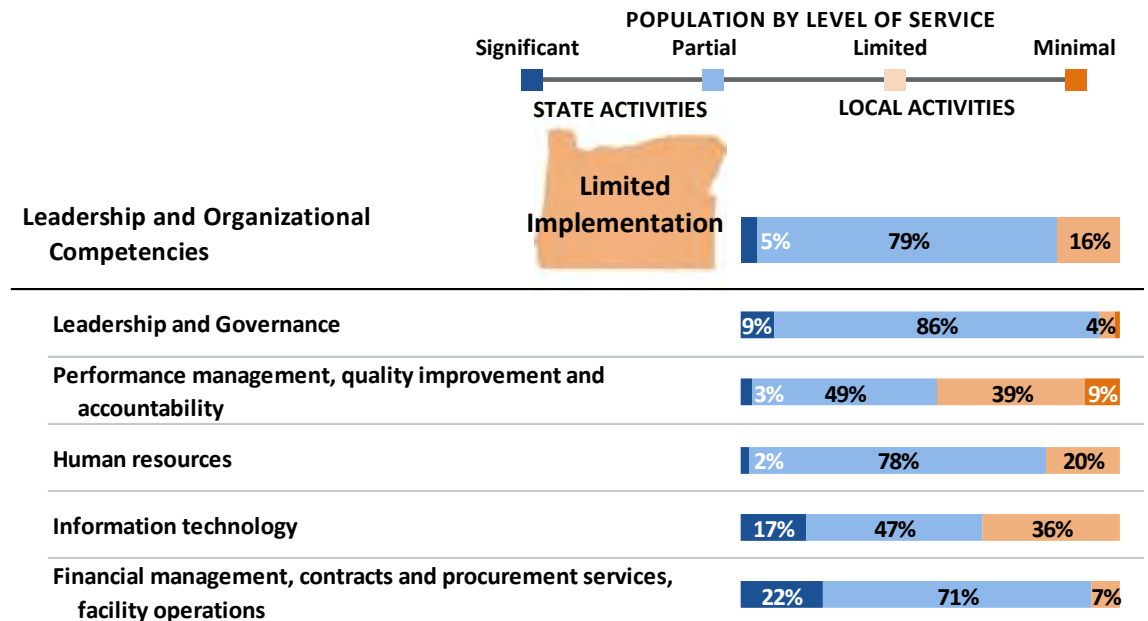 POPULATION BY LEVEL OF SERVICE
Significant Partial Limited Minimal
STATE ACTIVITIES LOCAL ACTIVITIES
Limited
Implementation
Leadership and Organizational
Competencies
5% 79% 16%
Leadership and Governance
9% 86% 4%
Performance management, quality improvement and
accountability
3% 49% 39% 9%
Human resources
2% 78% 20%
Information technology
17% 47% 36%
Financial management, contracts and procurement services,
facility operations
22% 71% 7%